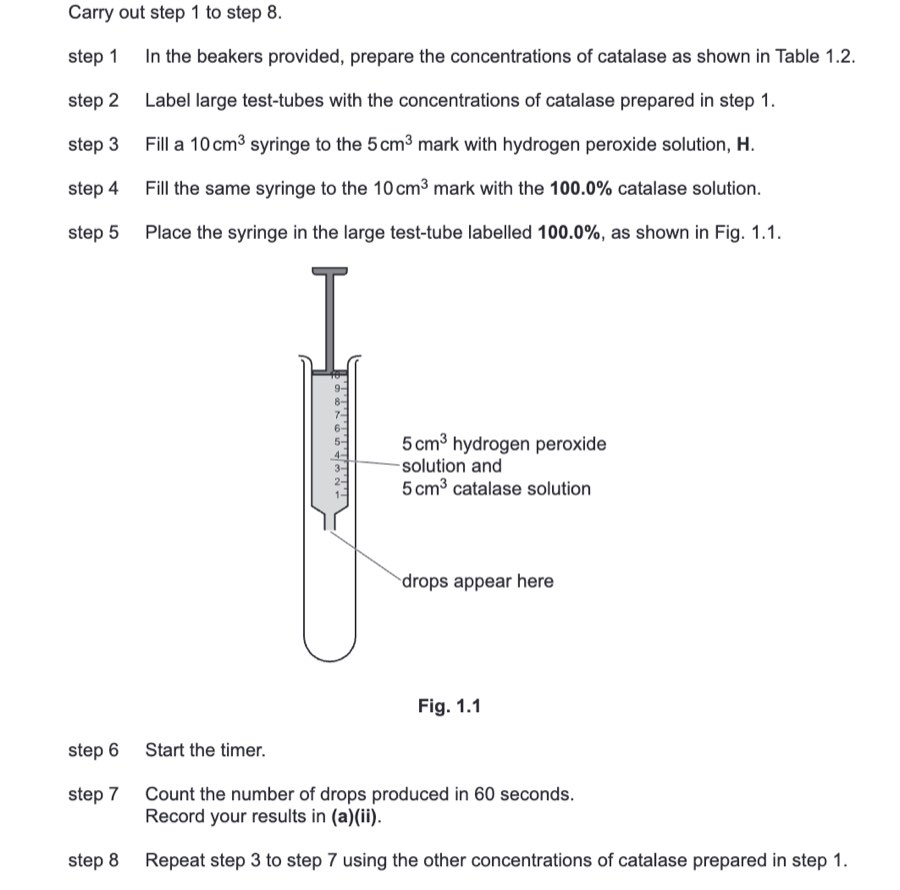 Carry out step 1 to step 8.
step 1 In the beakers provided, prepare the concentrations of catalase as shown in Table 1.2.
step 2 Label large test-tubes with the concentrations of catalase prepared in step 1.
step 3 Fill a 10 cm³ syringe to the 5 cm³ mark with hydrogen peroxide solution, H.
step 4 Fill the same syringe to the 10 cm³ mark with the 100.0% catalase solution.
step 5 Place the syringe in the large test-tube labelled 100.0%, as shown in Fig. 1.1.
10
9
8
7
6
5
4
3
2
1
5 cm³ hydrogen peroxide
solution and
5 cm³ catalase solution
drops appear here
Fig. 1.1
step 6 Start the timer.
step 7 Count the number of drops produced in 60 seconds.
Record your results in (a)(ii).
step 8 Repeat step 3 to step 7 using the other concentrations of catalase prepared in step 1.